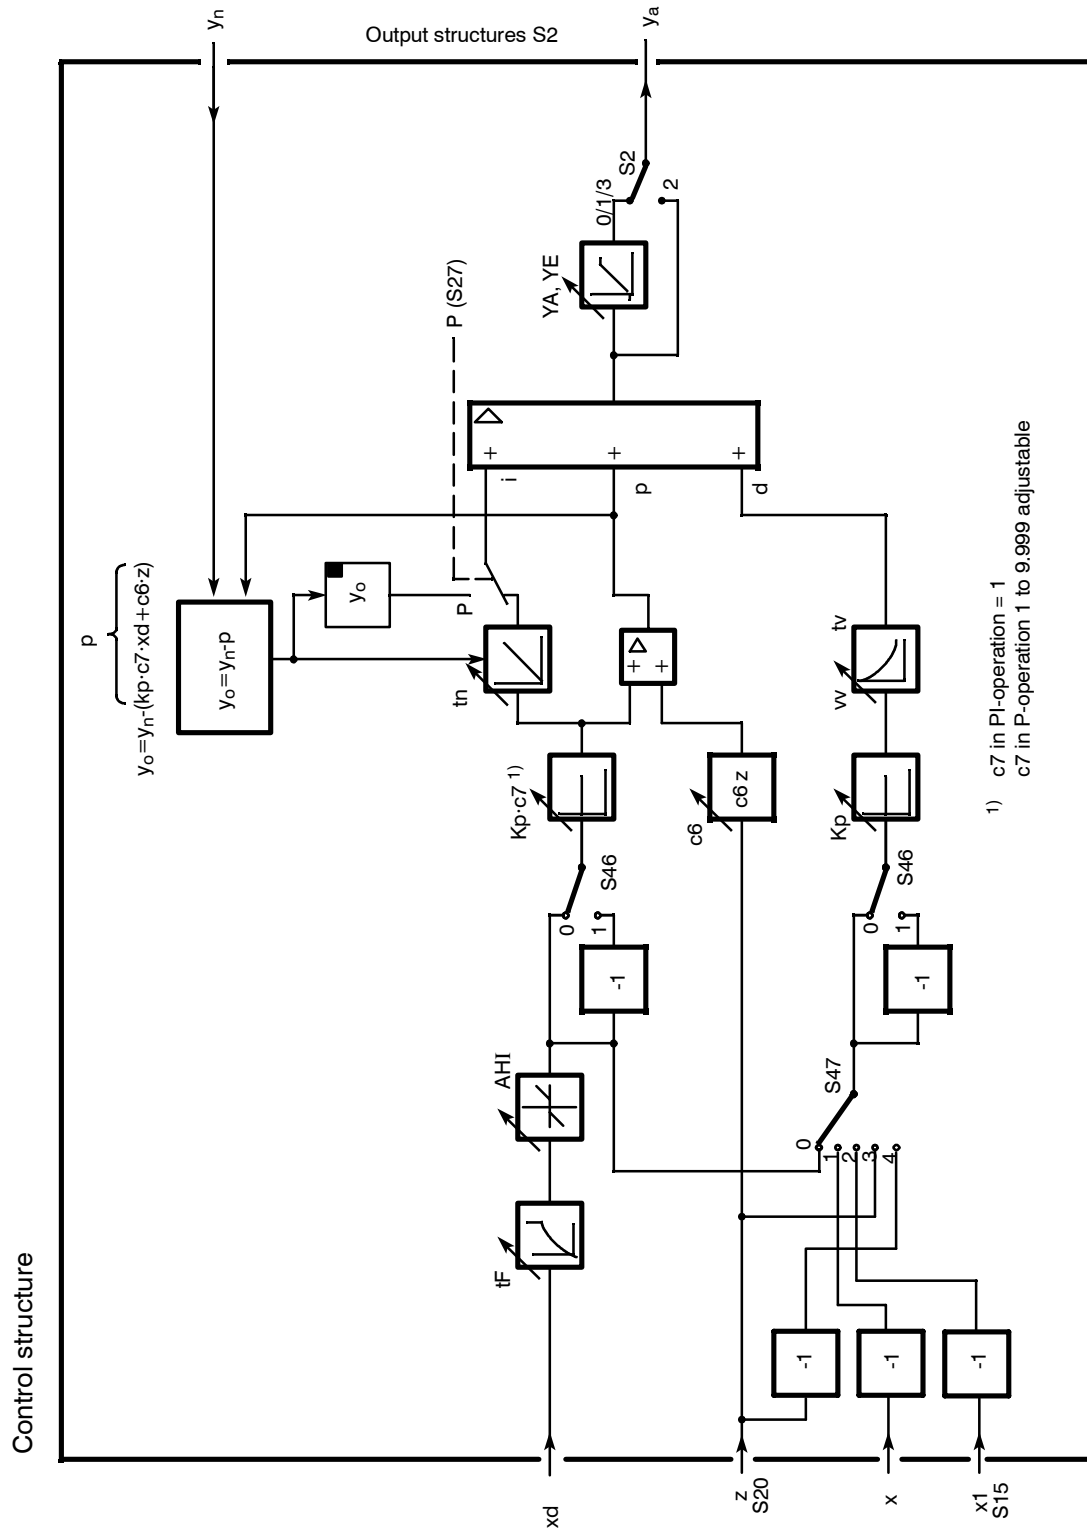 Control structure
Output structures S2
yn
ya
p
yo=yn-(kp·c7·xd+c6·z)
yo=yn-p
yo
P
P (S27)
tn
i
p
d
+
+
+
YA, YE
0/1/3
S2
2
xd
tF
AHI
-1
0
1
S46
Kp·c7 1)
+
+
z
S20
c6
c6 z
-1
x
-1
x1
S15
-1
0
1
2
3
4
S47
-1
0
1
S46
Kp
vv
tv
1) c7 in PI-operation = 1
c7 in P-operation 1 to 9.999 adjustable